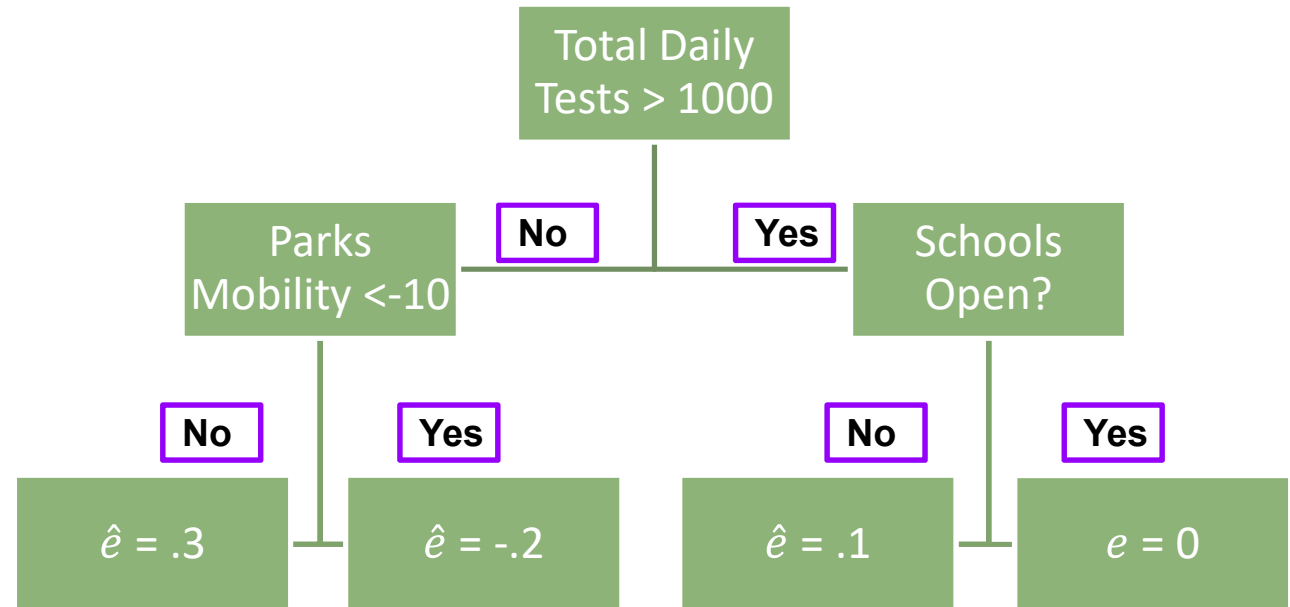 Total Daily
Tests > 1000
No
Yes
Parks
Mobility <-10
Schools
Open?
No
Yes
No
Yes
ê = .3
ê = -.2
ê = .1
e = 0